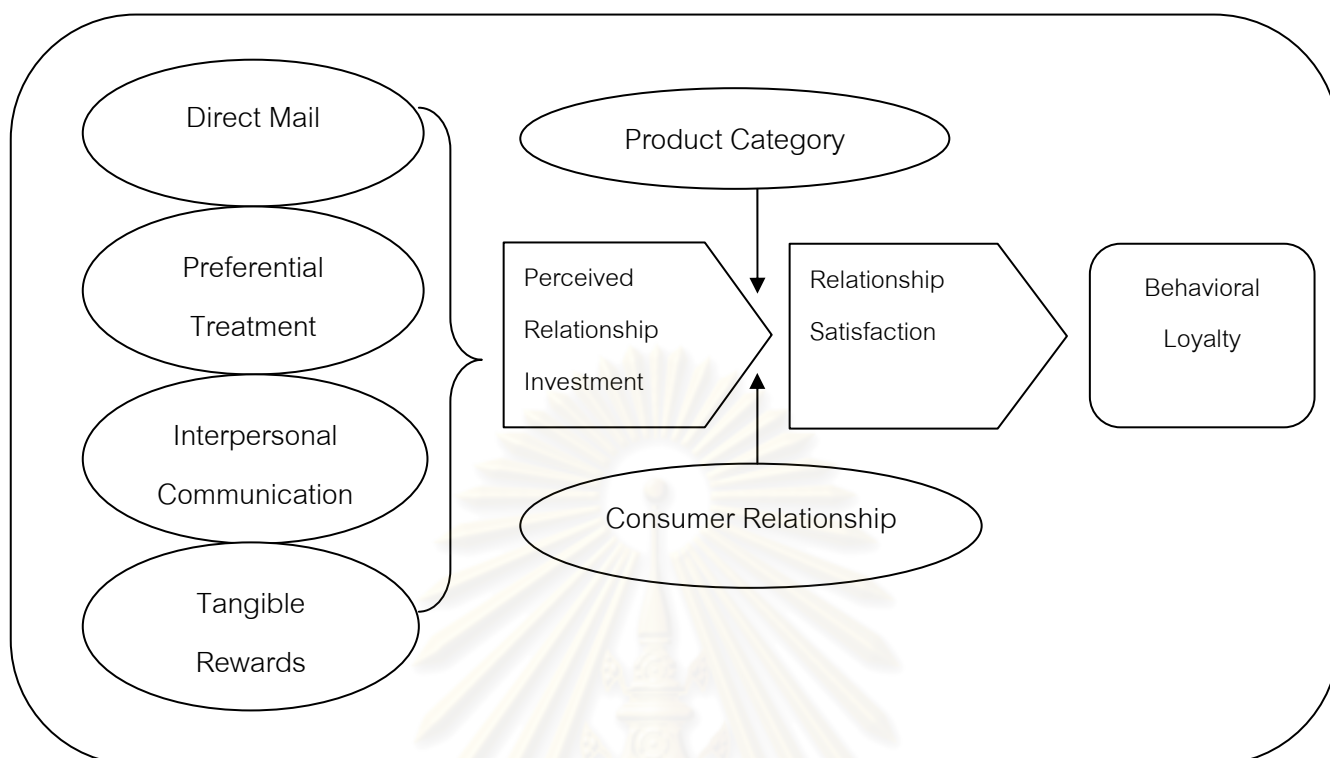 Direct Mail
Preferential
Treatment
Interpersonal
Communication
Tangible
Rewards
Product Category
Perceived
Relationship
Investment
Consumer Relationship
Relationship
Satisfaction
Behavioral
Loyalty